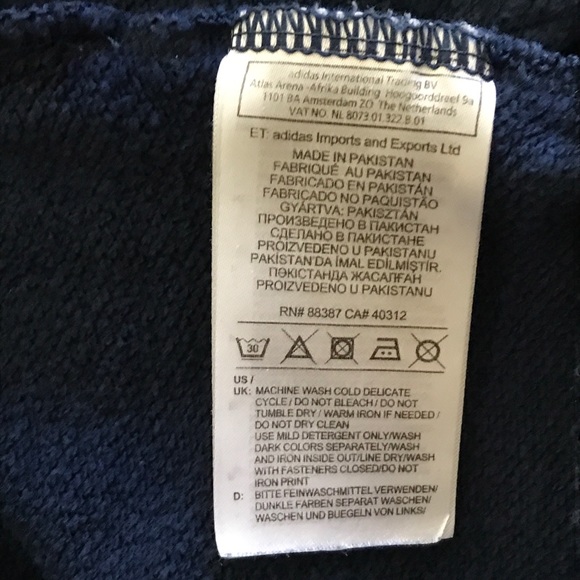 adidas International Trading BV
Atlas Arena -Afrika Building Hoogoorddreef 9a
1101 BA Amsterdam ZO The Netherlands
VAT NO. NL 8073.01.322.B.01
ET: adidas Imports and Exports Ltd
MADE IN PAKISTAN
FABRIQUÉ AU PAKISTAN
FABRICADO EN PAKISTÁN
FABRICADO NO PAQUISTÃO
GYÁRTVA: PAKISZTÁN
ПРОИЗВЕДЕНО В ПАКИСТАН
СДЕЛАНО В ПАКИСТАНЕ
PROIZVEDENO U PAKISTANU
PAKİSTAN'DA İMAL EDİLMİŞTİR.
ПӘКІСТАНДА ЖАСАЛҒАН
PROIZVEDENO U PAKISTANU
RN# 88387 CA# 40312
30
US /
UK: MACHINE WASH COLD DELICATE
CYCLE / DO NOT BLEACH / DO NOT
TUMBLE DRY / WARM IRON IF NEEDED /
DO NOT DRY CLEAN
USE MILD DETERGENT ONLY/WASH
DARK COLORS SEPARATELY/WASH
AND IRON INSIDE OUT/LINE DRY/WASH
WITH FASTENERS CLOSED/DO NOT
IRON PRINT
D: BITTE FEINWASCHMITTEL VERWENDEN/
DUNKLE FARBEN SEPARAT WASCHEN/
WASCHEN UND BUEGELN VON LINKS/